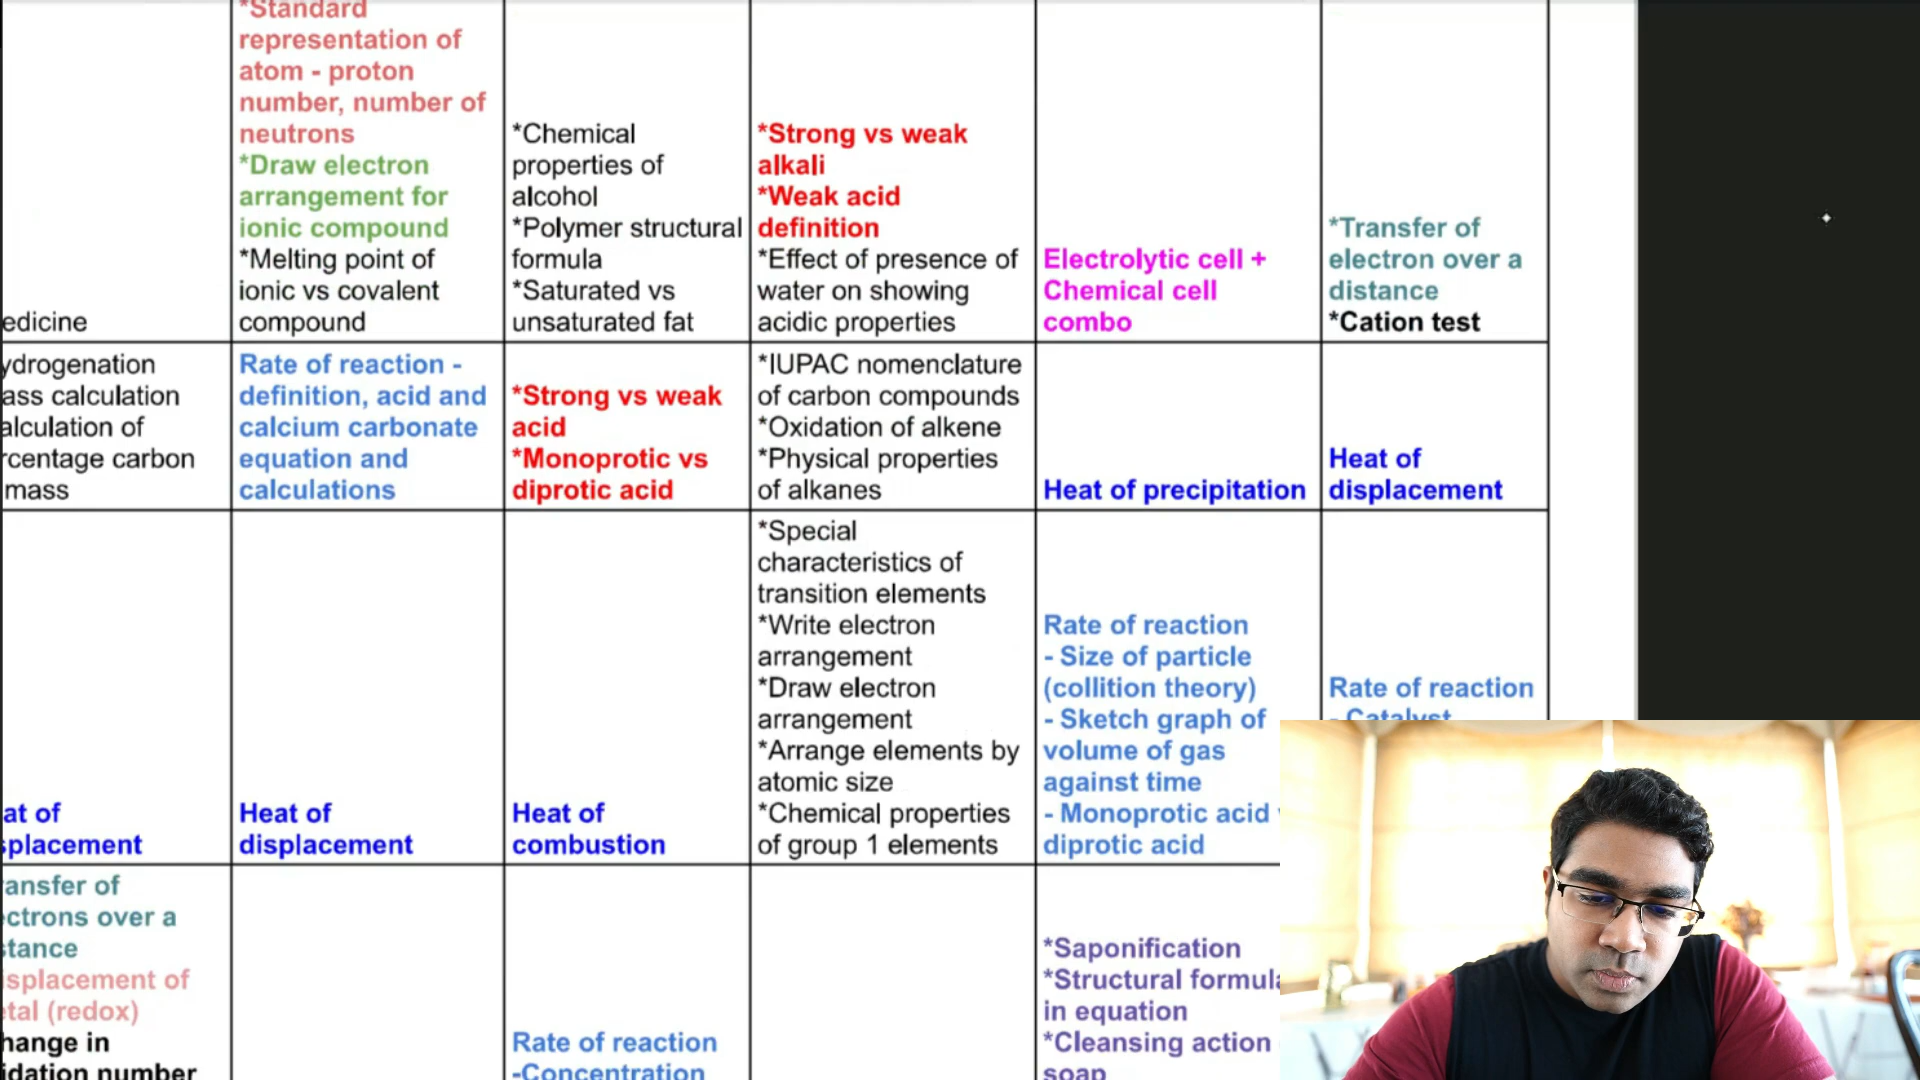 *Standard
representation of
atom - proton
number, number of
neutrons
*Draw electron
arrangement for
ionic compound
*Melting point of
ionic vs covalent
compound
*Chemical
properties of
alcohol
*Polymer structural
formula
*Saturated vs
unsaturated fat
*Strong vs weak
alkali
*Weak acid
definition
*Effect of presence of
water on showing
acidic properties
Electrolytic cell +
Chemical cell
combo
*Transfer of
electron over a
distance
*Cation test
edicine
ydrogenation
ass calculation
alculation of
rcentage carbon
mass
Rate of reaction -
definition, acid and
calcium carbonate
equation and
calculations
*Strong vs weak
acid
*Monoprotic vs
diprotic acid
*IUPAC nomenclature
of carbon compounds
*Oxidation of alkene
*Physical properties
of alkanes
Heat of precipitation
Heat of
displacement
at of
splacement
Heat of
displacement
Heat of
combustion
*Special
characteristics of
transition elements
*Write electron
arrangement
*Draw electron
arrangement
*Arrange elements by
atomic size
*Chemical properties
of group 1 elements
Rate of reaction
- Size of particle
(collition theory)
- Sketch graph of
volume of gas
against time
- Monoprotic acid
diprotic acid
Rate of reaction
- Catalyst
ansfer of
ctrons over a
stance
isplacement of
etal (redox)
hange in
idation number
Rate of reaction
-Concentration
*Saponification
*Structural formula
in equation
*Cleansing action
soap